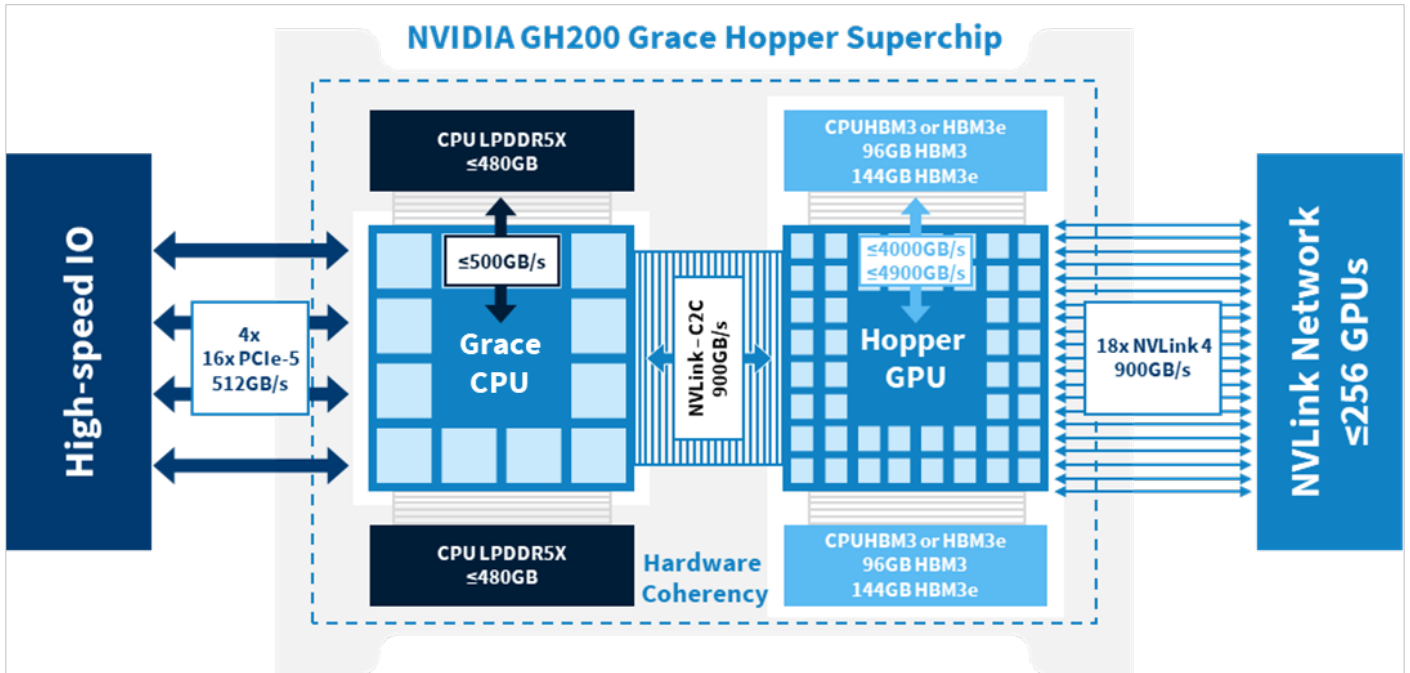 NVIDIA GH200 Grace Hopper Superchip
High-speed IO
4x
16x PCIe-5
512GB/s
CPU LPDDR5X
≤480GB
≤500GB/s
Grace
CPU
CPU LPDDR5X
≤480GB
NVLink – C2C
900GB/s
Hardware
Coherency
CPUHBM3 or HBM3e
96GB HBM3
144GB HBM3e
≤4000GB/s
≤4900GB/s
Hopper
GPU
CPUHBM3 or HBM3e
96GB HBM3
144GB HBM3e
18x NVLink 4
900GB/s
NVLink Network
≤256 GPUs